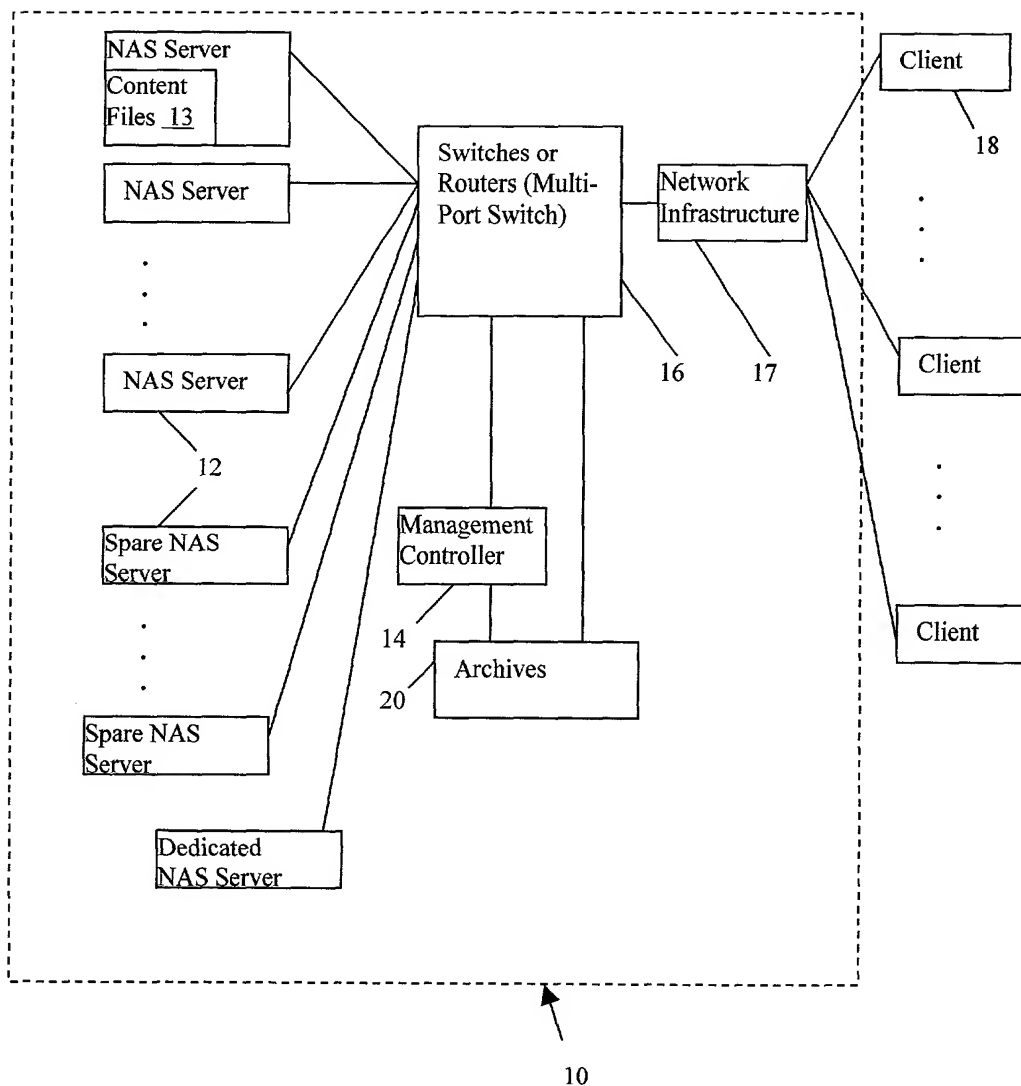 NAS Server
Content
Files 13
NAS Server
NAS Server
12
Spare NAS
Server
Spare NAS
Server
Dedicated
NAS Server
Switches or
Routers (Multi-
Port Switch)
16
Management
Controller
14
Archives
20
Network
Infrastructure
17
Client
18
Client
Client
10